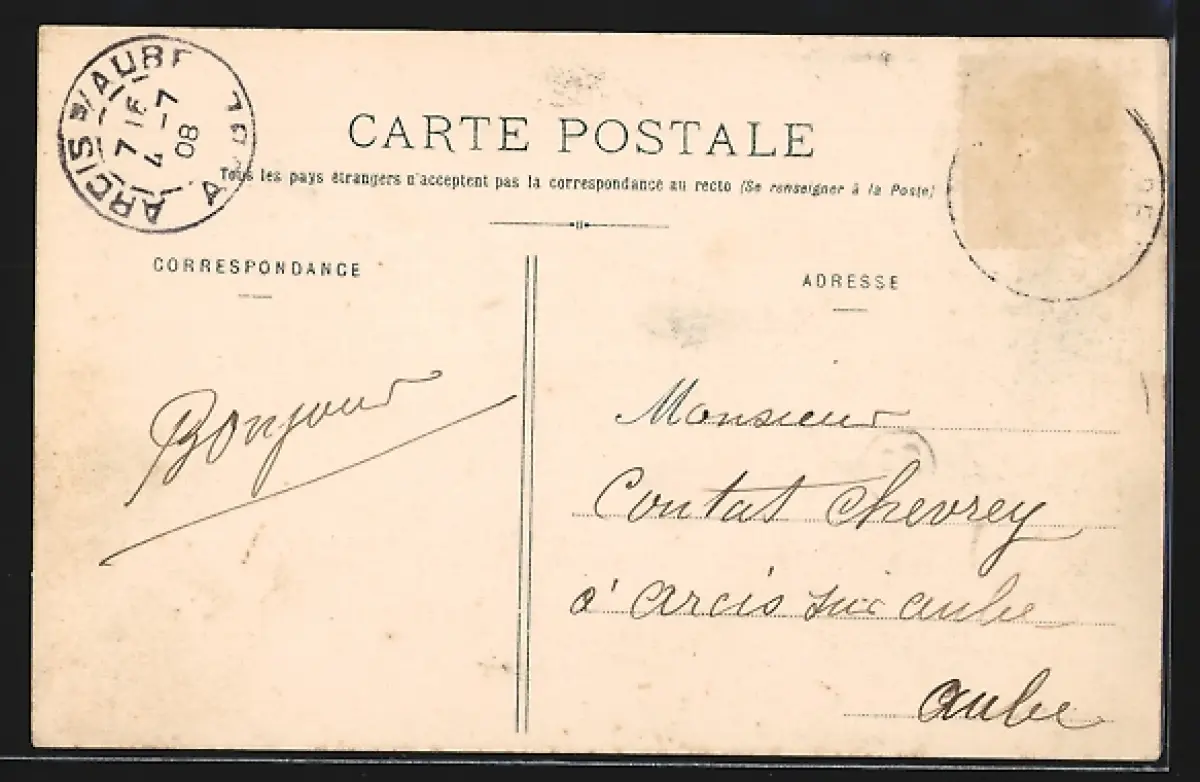 ARCIS S/AUBE
7 15
4 -7
08
CARTE POSTALE
Tous les pays étrangers n'acceptent pas la correspondance au recto (Se renseigner à la Poste)
CORRESPONDANCE
ADRESSE
Bonjour
Monsieur
Contat Chevrey
à Arcis sur aube
aube